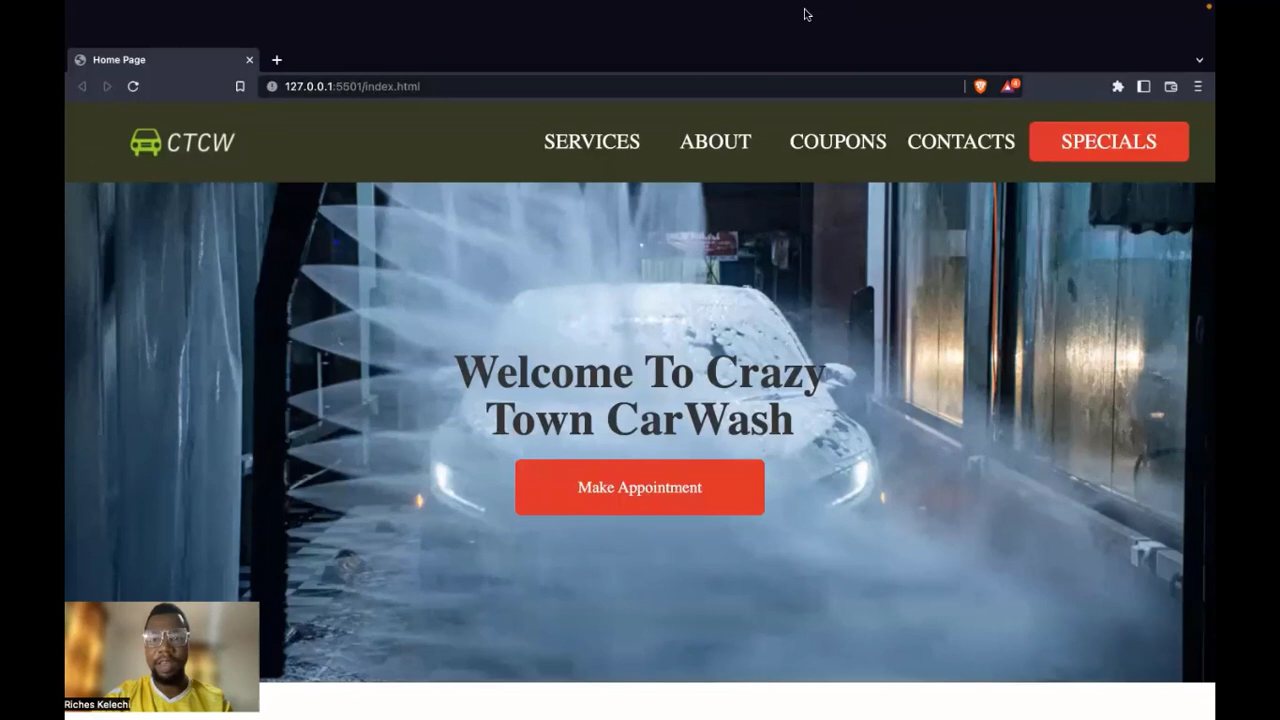 Home Page
127.0.0.1:5501/index.html
CTCW
SERVICES
ABOUT
COUPONS
CONTACTS
SPECIALS
Welcome To Crazy
Town CarWash
Make Appointment
Riches Kelechi